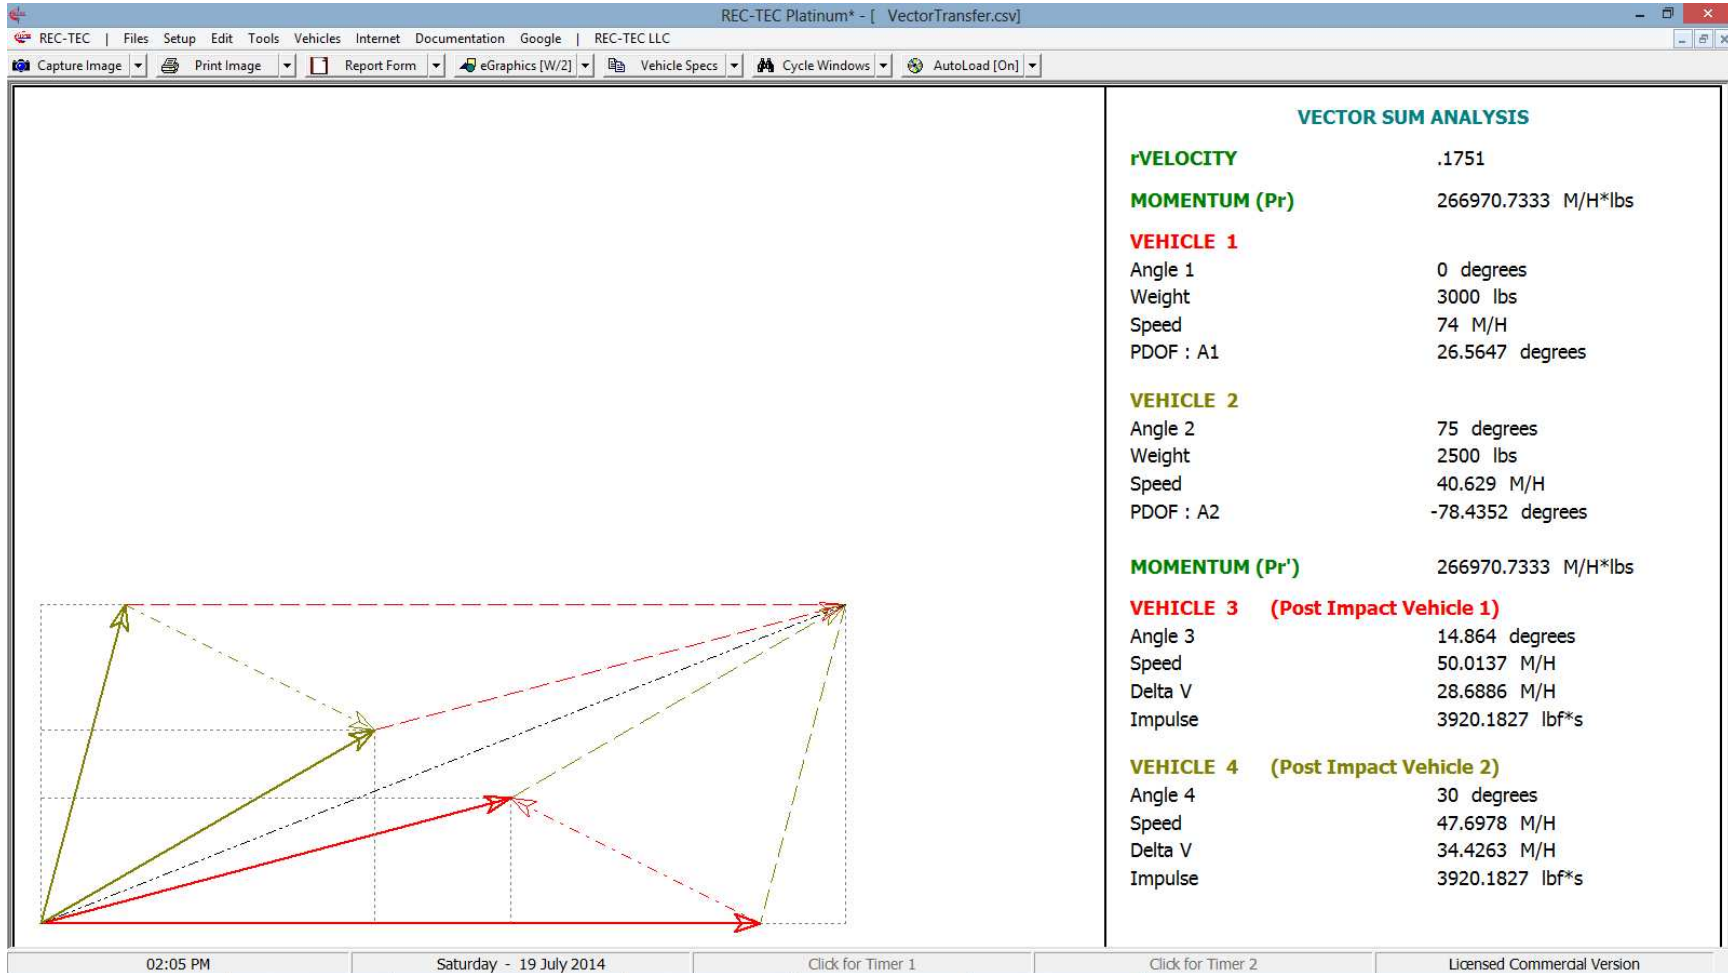 REC-TEC Platinum* - [ VectorTransfer.csv]
REC-TEC | Files Setup Edit Tools Vehicles Internet Documentation Google | REC-TEC LLC
Capture Image Print Image Report Form eGraphics [W/2] Vehicle Specs Cycle Windows AutoLoad [On]
VECTOR SUM ANALYSIS
rVELOCITY .1751
MOMENTUM (Pr) 266970.7333 M/H*lbs
VEHICLE 1
Angle 1 0 degrees
Weight 3000 lbs
Speed 74 M/H
PDOF : A1 26.5647 degrees
VEHICLE 2
Angle 2 75 degrees
Weight 2500 lbs
Speed 40.629 M/H
PDOF : A2 -78.4352 degrees
MOMENTUM (Pr') 266970.7333 M/H*lbs
VEHICLE 3 (Post Impact Vehicle 1)
Angle 3 14.864 degrees
Speed 50.0137 M/H
Delta V 28.6886 M/H
Impulse 3920.1827 lbf*s
VEHICLE 4 (Post Impact Vehicle 2)
Angle 4 30 degrees
Speed 47.6978 M/H
Delta V 34.4263 M/H
Impulse 3920.1827 lbf*s
02:05 PM Saturday - 19 July 2014 Click for Timer 1 Click for Timer 2 Licensed Commercial Version